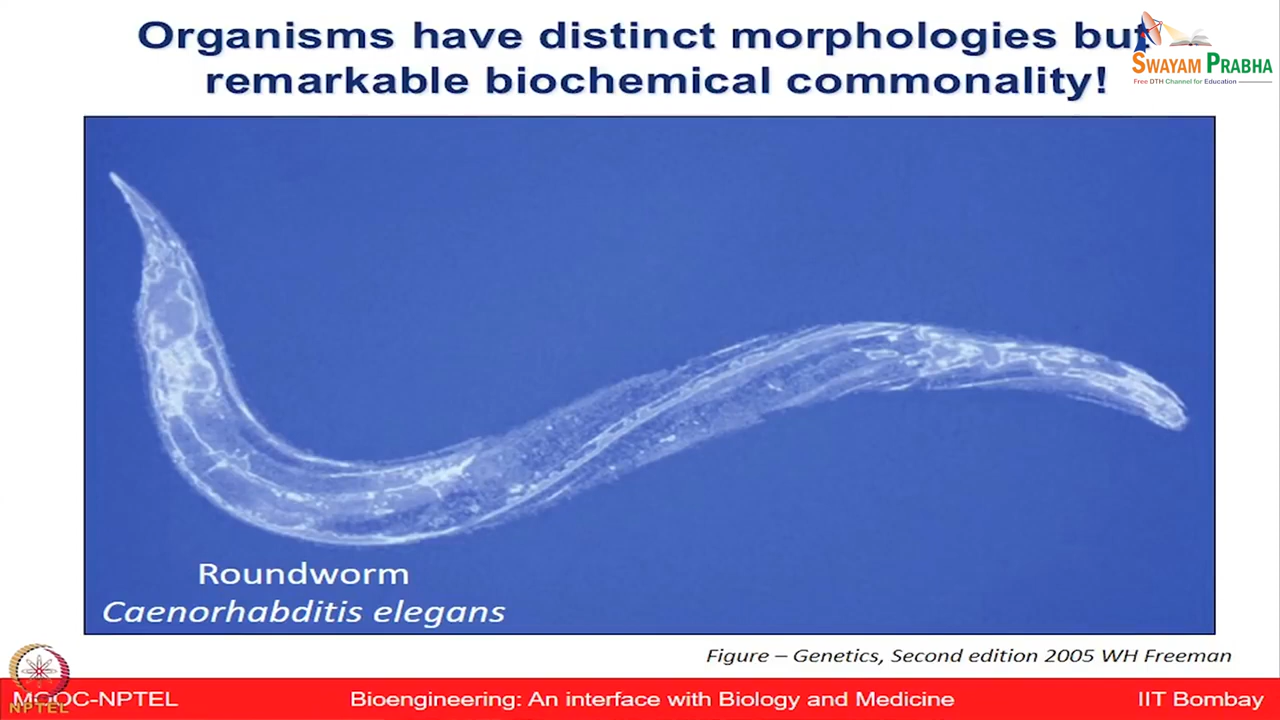 Organisms have distinct morphologies but
remarkable biochemical commonality!
SWAYAM PRABHA
Free DTH Channel for Education
Roundworm
Caenorhabditis elegans
Figure – Genetics, Second edition 2005 WH Freeman
MOOC-NPTEL
NPTEL
Bioengineering: An interface with Biology and Medicine
IIT Bombay